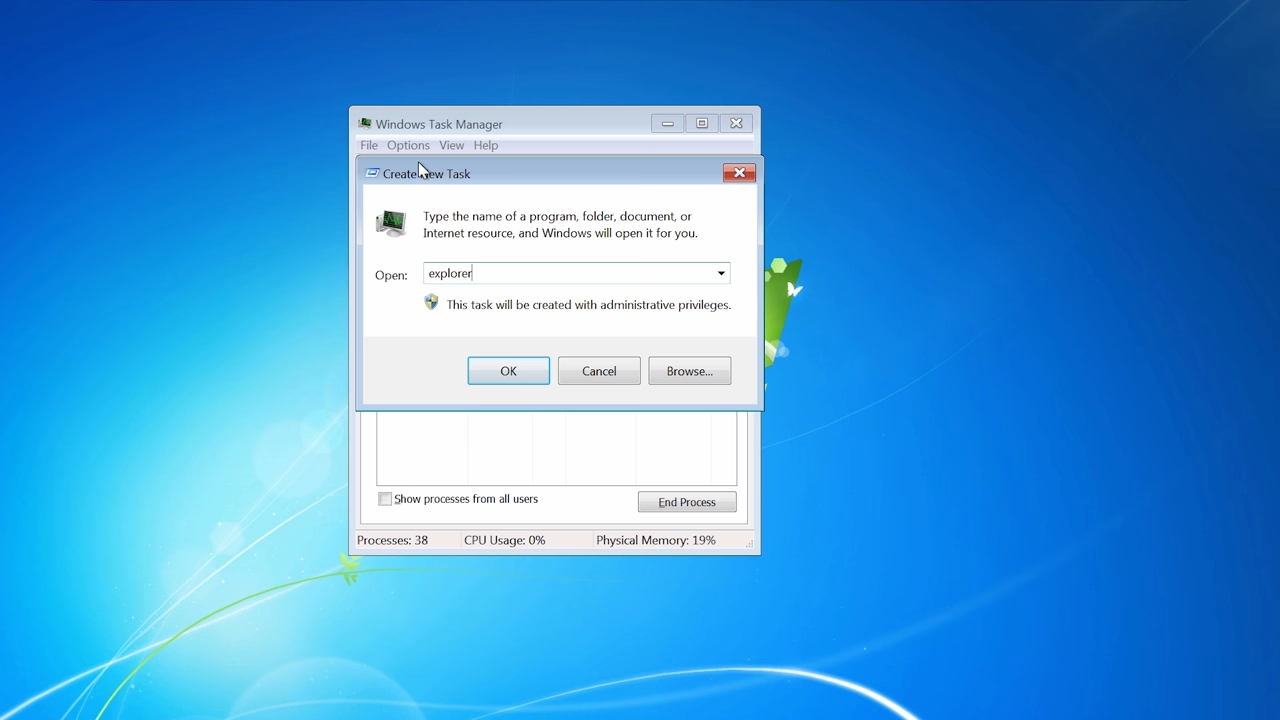 Windows Task Manager
File Options View Help
Create New Task
Type the name of a program, folder, document, or
Internet resource, and Windows will open it for you.
Open: explorer
This task will be created with administrative privileges.
OK Cancel Browse...
Show processes from all users End Process
Processes: 38 CPU Usage: 0% Physical Memory: 19%